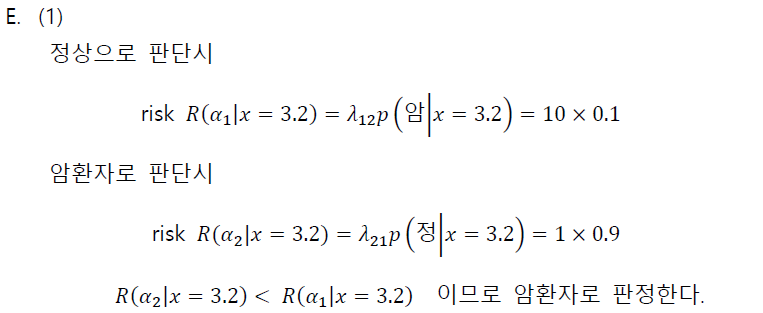 E. (1)
정상으로 판단시
risk R(α₁|x = 3.2) = λ₁₂p(암|x = 3.2) = 10 × 0.1
암환자로 판단시
risk R(α₂|x = 3.2) = λ₂₁p(정|x = 3.2) = 1 × 0.9
R(α₂|x = 3.2) < R(α₁|x = 3.2) 이므로 암환자로 판정한다.